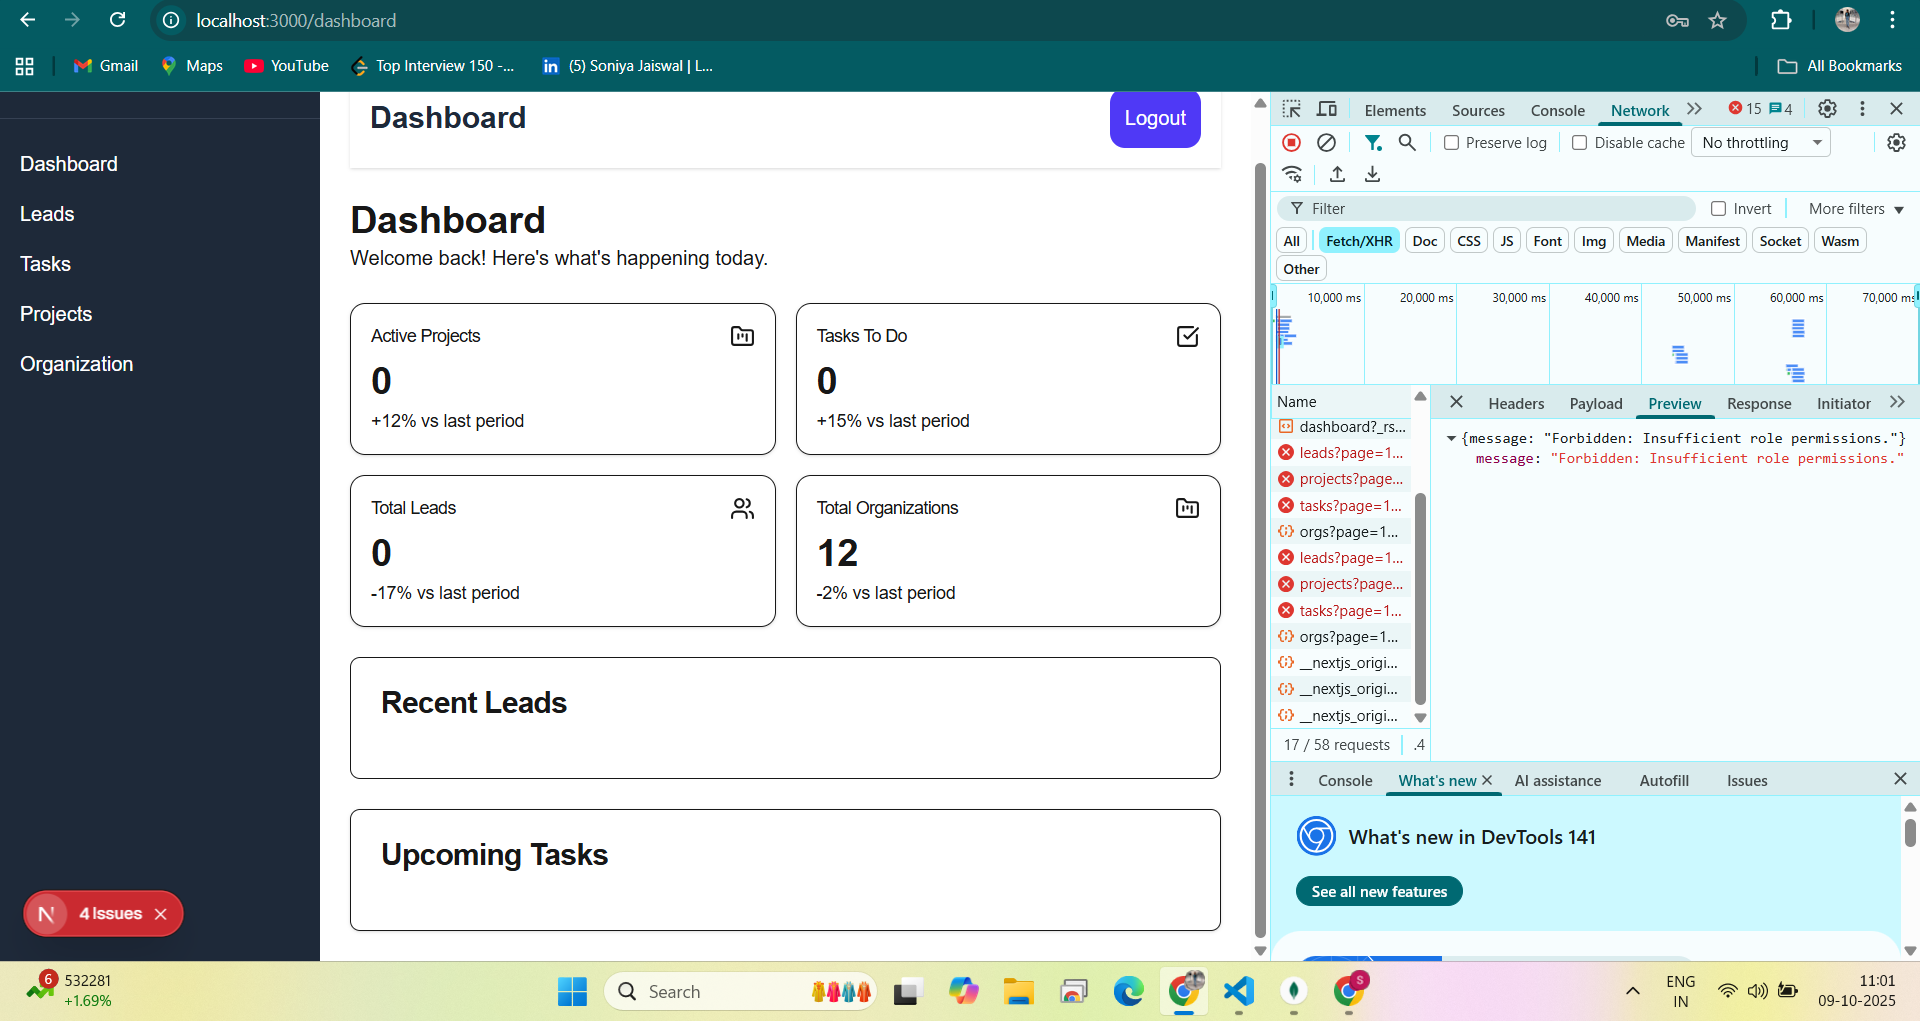 localhost:3000/dashboard
Gmail
Maps
YouTube
Top Interview 150 -...
(5) Soniya Jaiswal | L...
All Bookmarks
Dashboard
Leads
Tasks
Projects
Organization
N
4 Issues
Dashboard
Logout
Dashboard
Welcome back! Here's what's happening today.
Active Projects
0
+12% vs last period
Tasks To Do
0
+15% vs last period
Total Leads
0
-17% vs last period
Total Organizations
12
-2% vs last period
Recent Leads
Upcoming Tasks
Elements
Sources
Console
Network
15
4
Preserve log
Disable cache
No throttling
Filter
Invert
More filters
All
Fetch/XHR
Doc
CSS
JS
Font
Img
Media
Manifest
Socket
Wasm
Other
10,000 ms
20,000 ms
30,000 ms
40,000 ms
50,000 ms
60,000 ms
70,000 ms
Name
dashboard?_rs...
leads?page=1...
projects?page...
tasks?page=1...
orgs?page=1...
leads?page=1...
projects?page...
tasks?page=1...
orgs?page=1...
__nextjs_origi...
__nextjs_origi...
__nextjs_origi...
17 / 58 requests
.4
Headers
Payload
Preview
Response
Initiator
{message: "Forbidden: Insufficient role permissions."}
message: "Forbidden: Insufficient role permissions."
Console
What's new
AI assistance
Autofill
Issues
What's new in DevTools 141
See all new features
6
532281
+1.69%
Search
S
ENG
IN
11:01
09-10-2025